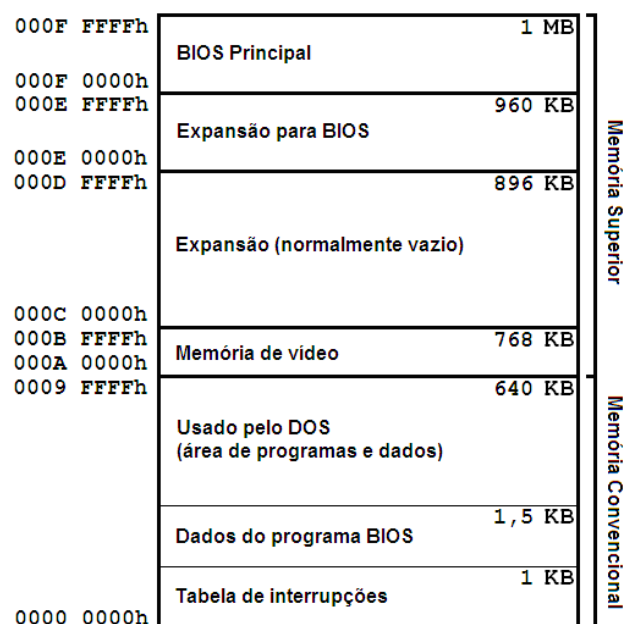 000F FFFFh
1 MB
BIOS Principal
000F 0000h
000E FFFFh
960 KB
Expansão para BIOS
000E 0000h
000D FFFFh
896 KB
Expansão (normalmente vazio)
000C 0000h
000B FFFFh
768 KB
Memória de vídeo
000A 0000h
0009 FFFFh
640 KB
Usado pelo DOS
(área de programas e dados)
1,5 KB
Dados do programa BIOS
1 KB
Tabela de interrupções
0000 0000h
Memória Superior
Memória Convencional